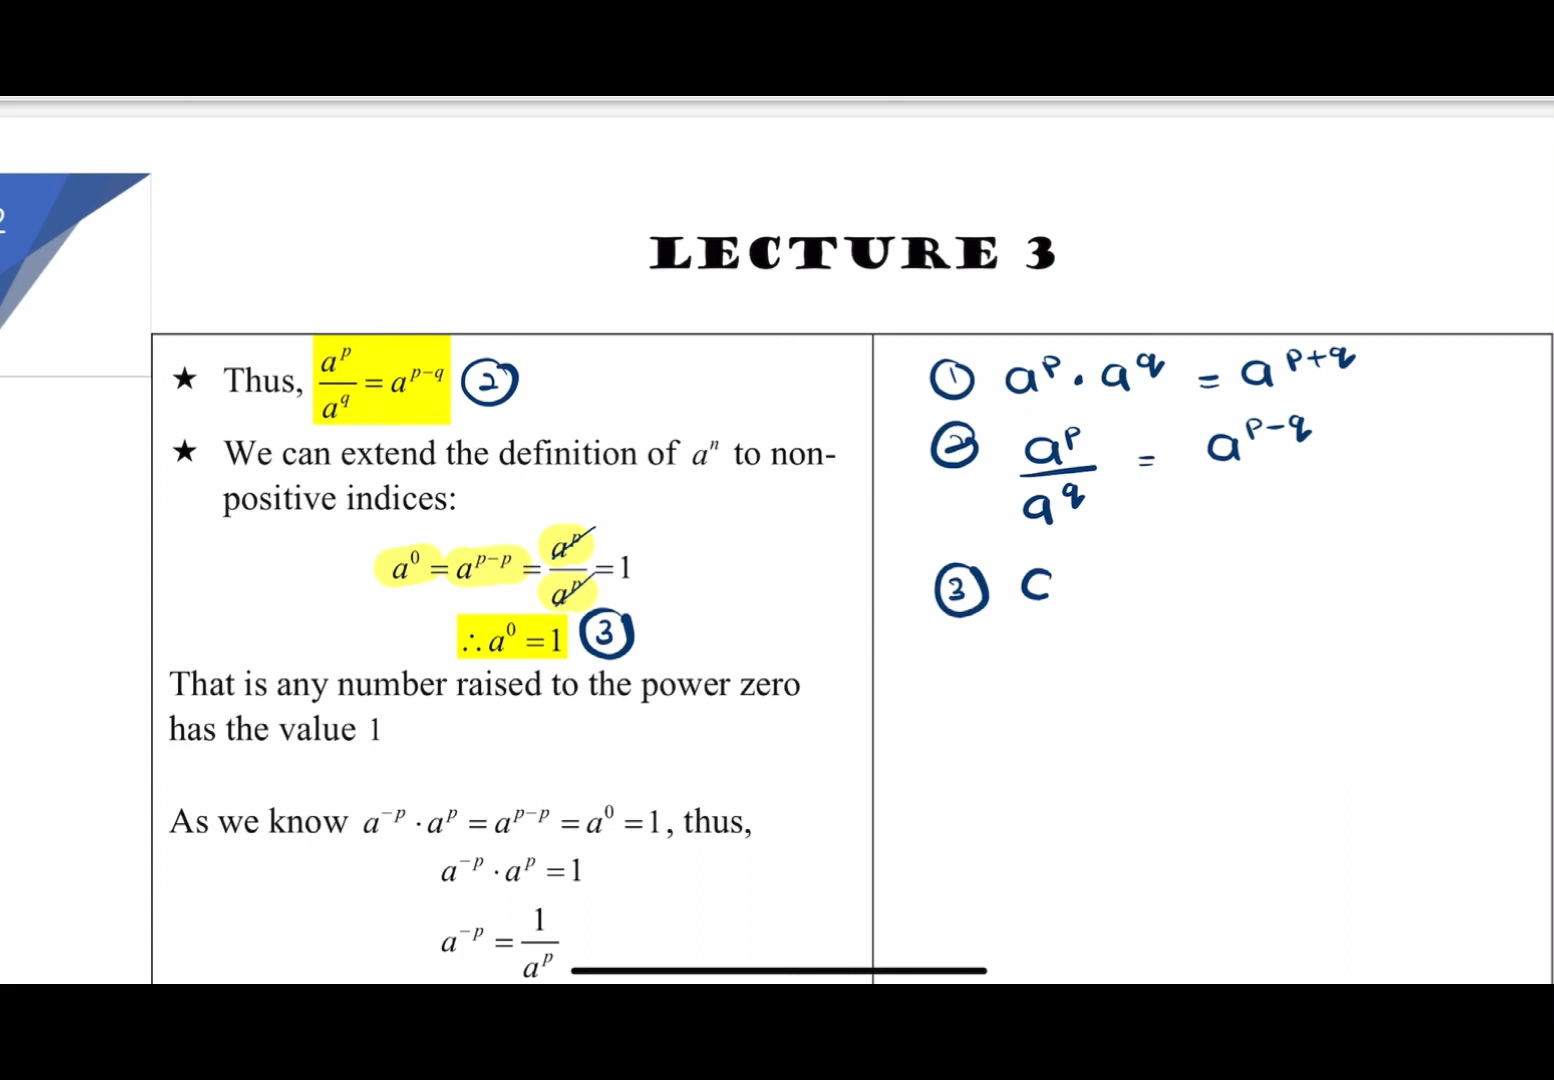 2
LECTURE 3
★ Thus, a^p/a^q = a^(p-q) ②
★ We can extend the definition of a^n to non-
positive indices:
a^0 = a^(p-p) = a^p/a^p = 1
∴ a^0 = 1 ③
That is any number raised to the power zero
has the value 1
As we know a^(-p) · a^p = a^(p-p) = a^0 = 1, thus,
a^(-p) · a^p = 1
a^(-p) = 1/a^p
① a^p · a^q = a^(p+q)
② a^p/a^q = a^(p-q)
③ c